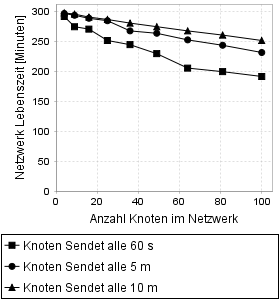 300
250
200
150
100
50
0
Netzwerk Lebenszeit [Minuten]
0 20 40 60 80 100
Anzahl Knoten im Netzwerk
Knoten Sendet alle 60 s
Knoten Sendet alle 5 m
Knoten Sendet alle 10 m